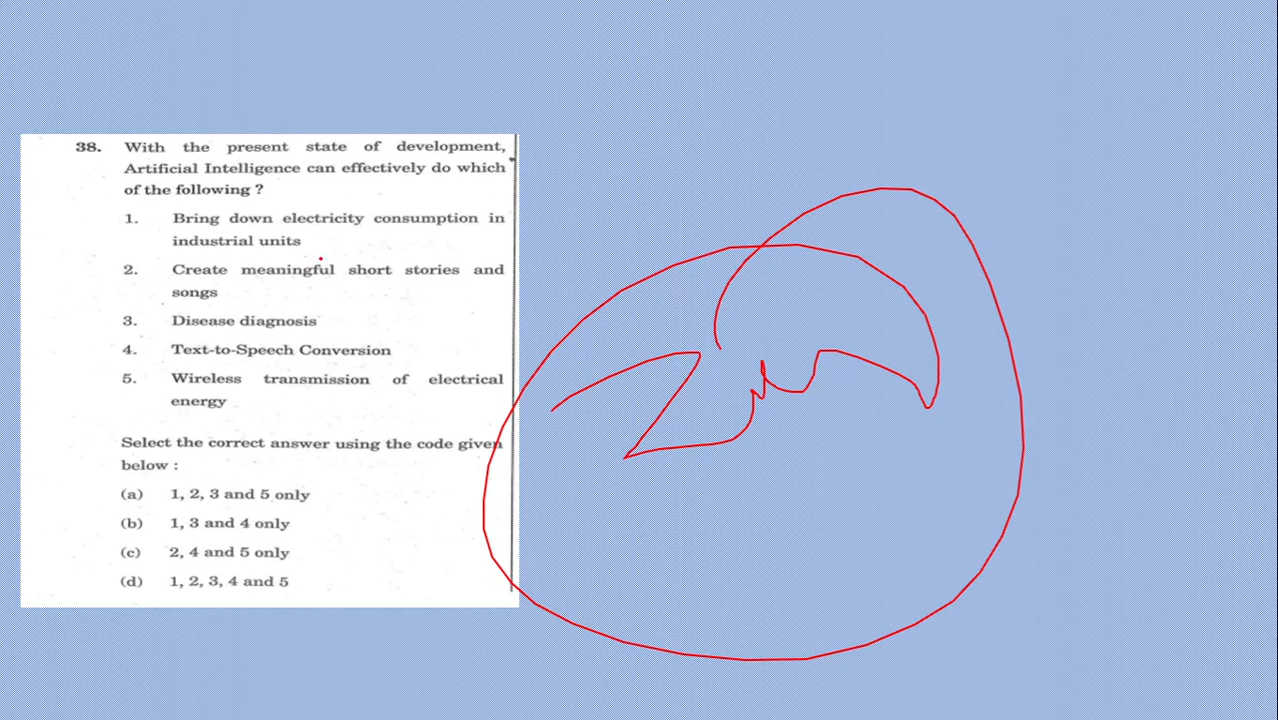 38. With the present state of development,
Artificial Intelligence can effectively do which
of the following ?
1. Bring down electricity consumption in
industrial units
2. Create meaningful short stories and
songs
3. Disease diagnosis
4. Text-to-Speech Conversion
5. Wireless transmission of electrical
energy
Select the correct answer using the code given
below :
(a) 1, 2, 3 and 5 only
(b) 1, 3 and 4 only
(c) 2, 4 and 5 only
(d) 1, 2, 3, 4 and 5